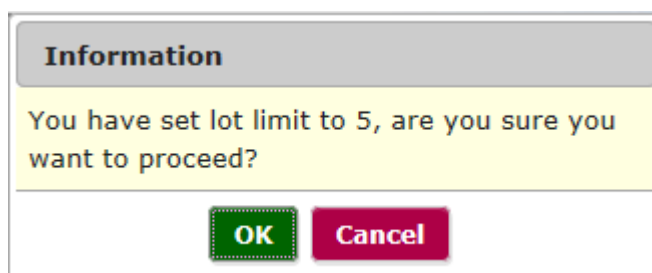 Information
You have set lot limit to 5, are you sure you
want to proceed?
OK Cancel